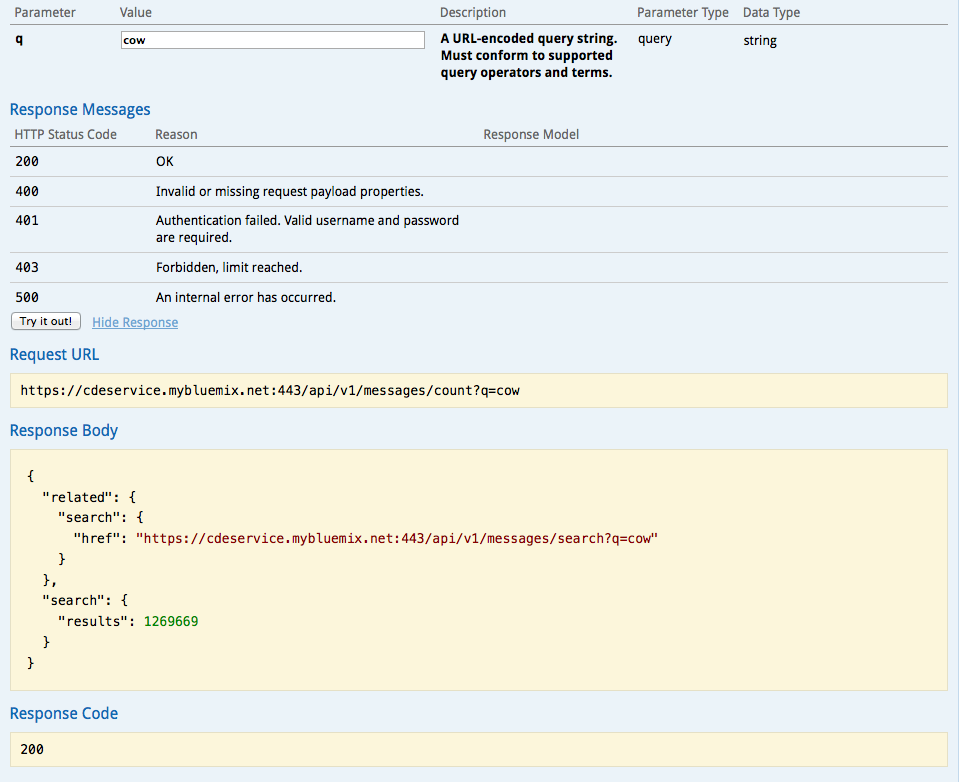 Parameter Value Description Parameter Type Data Type
q cow A URL-encoded query string. query string
Must conform to supported
query operators and terms.
Response Messages
HTTP Status Code Reason Response Model
200 OK
400 Invalid or missing request payload properties.
401 Authentication failed. Valid username and password
are required.
403 Forbidden, limit reached.
500 An internal error has occurred.
Try it out! Hide Response
Request URL
https://cdeservice.mybluemix.net:443/api/v1/messages/count?q=cow
Response Body
{
  "related": {
    "search": {
      "href": "https://cdeservice.mybluemix.net:443/api/v1/messages/search?q=cow"
    }
  },
  "search": {
    "results": 1269669
  }
}
Response Code
200